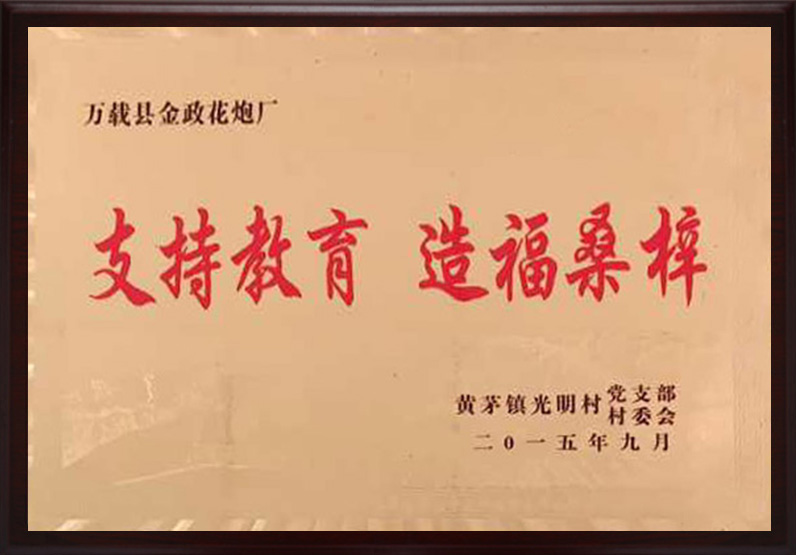 万载县金政花炮厂
支持教育 造福桑梓
黄茅镇光明村党支部
村委会
二0一五年九月